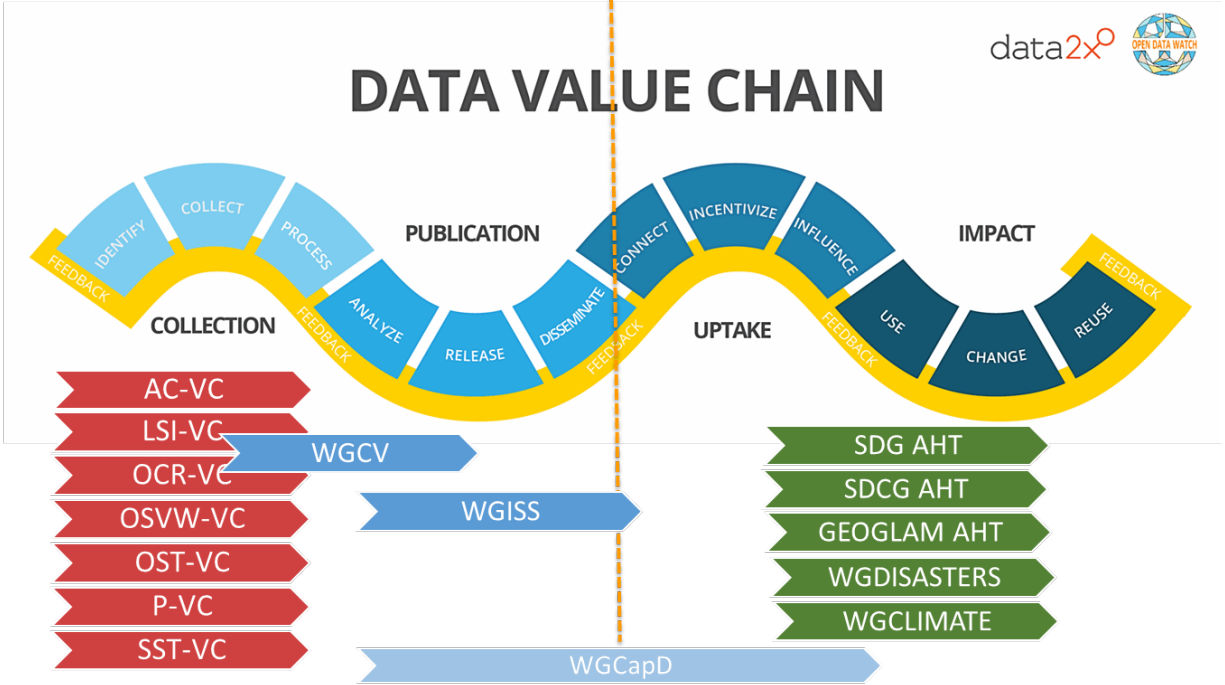 data2x
OPEN DATA WATCH
DATA VALUE CHAIN
IDENTIFY
COLLECT
PROCESS
PUBLICATION
CONNECT
INCENTIVIZE
INFLUENCE
IMPACT
FEEDBACK
FEEDBACK
COLLECTION
FEEDBACK
ANALYZE
RELEASE
DISSEMINATE
FEEDBACK
UPTAKE
FEEDBACK
USE
CHANGE
REUSE
AC-VC
LSI-VC
WGCV
OCR-VC
OSVW-VC
WGISS
OST-VC
P-VC
SST-VC
SDG AHT
SDCG AHT
GEOGLAM AHT
WGDISASTERS
WGCLIMATE
WGCapD